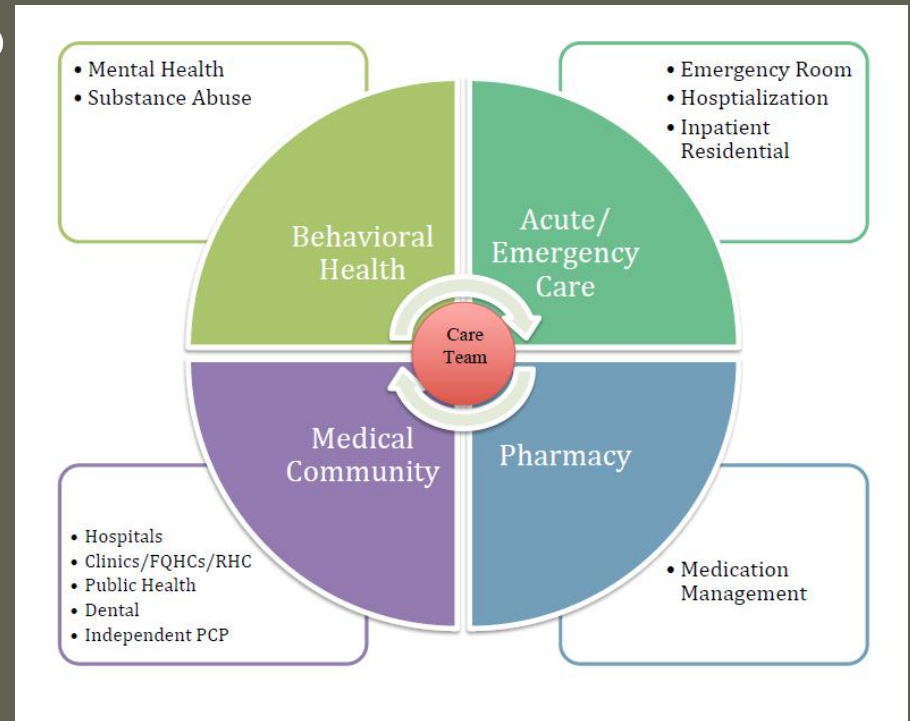 • Mental Health
• Substance Abuse
• Emergency Room
• Hosptialization
• Inpatient
Residential
Behavioral
Health
Acute/
Emergency
Care
Care
Team
Medical
Community
Pharmacy
• Hospitals
• Clinics/FQHCs/RHC
• Public Health
• Dental
• Independent PCP
• Medication
Management